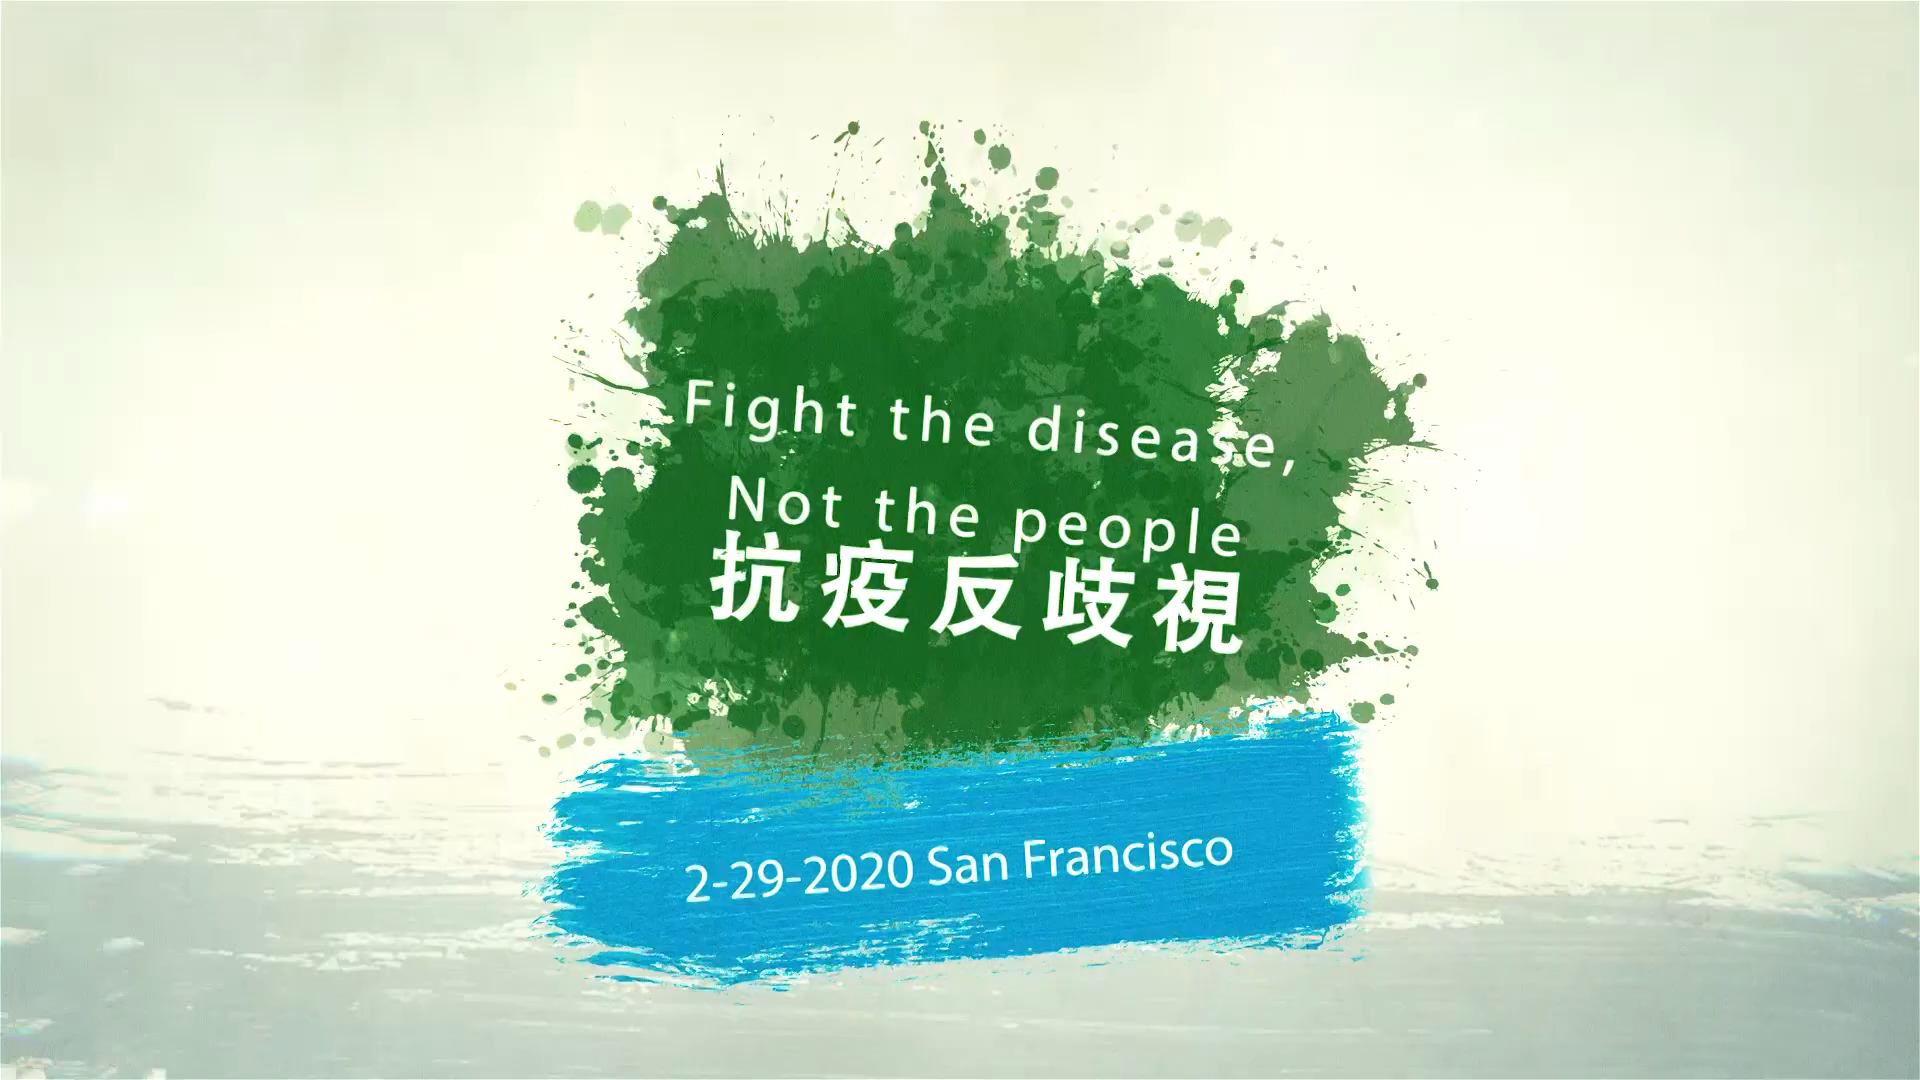 Fight the disease,
Not the people
抗疫反歧視
2-29-2020 San Francisco